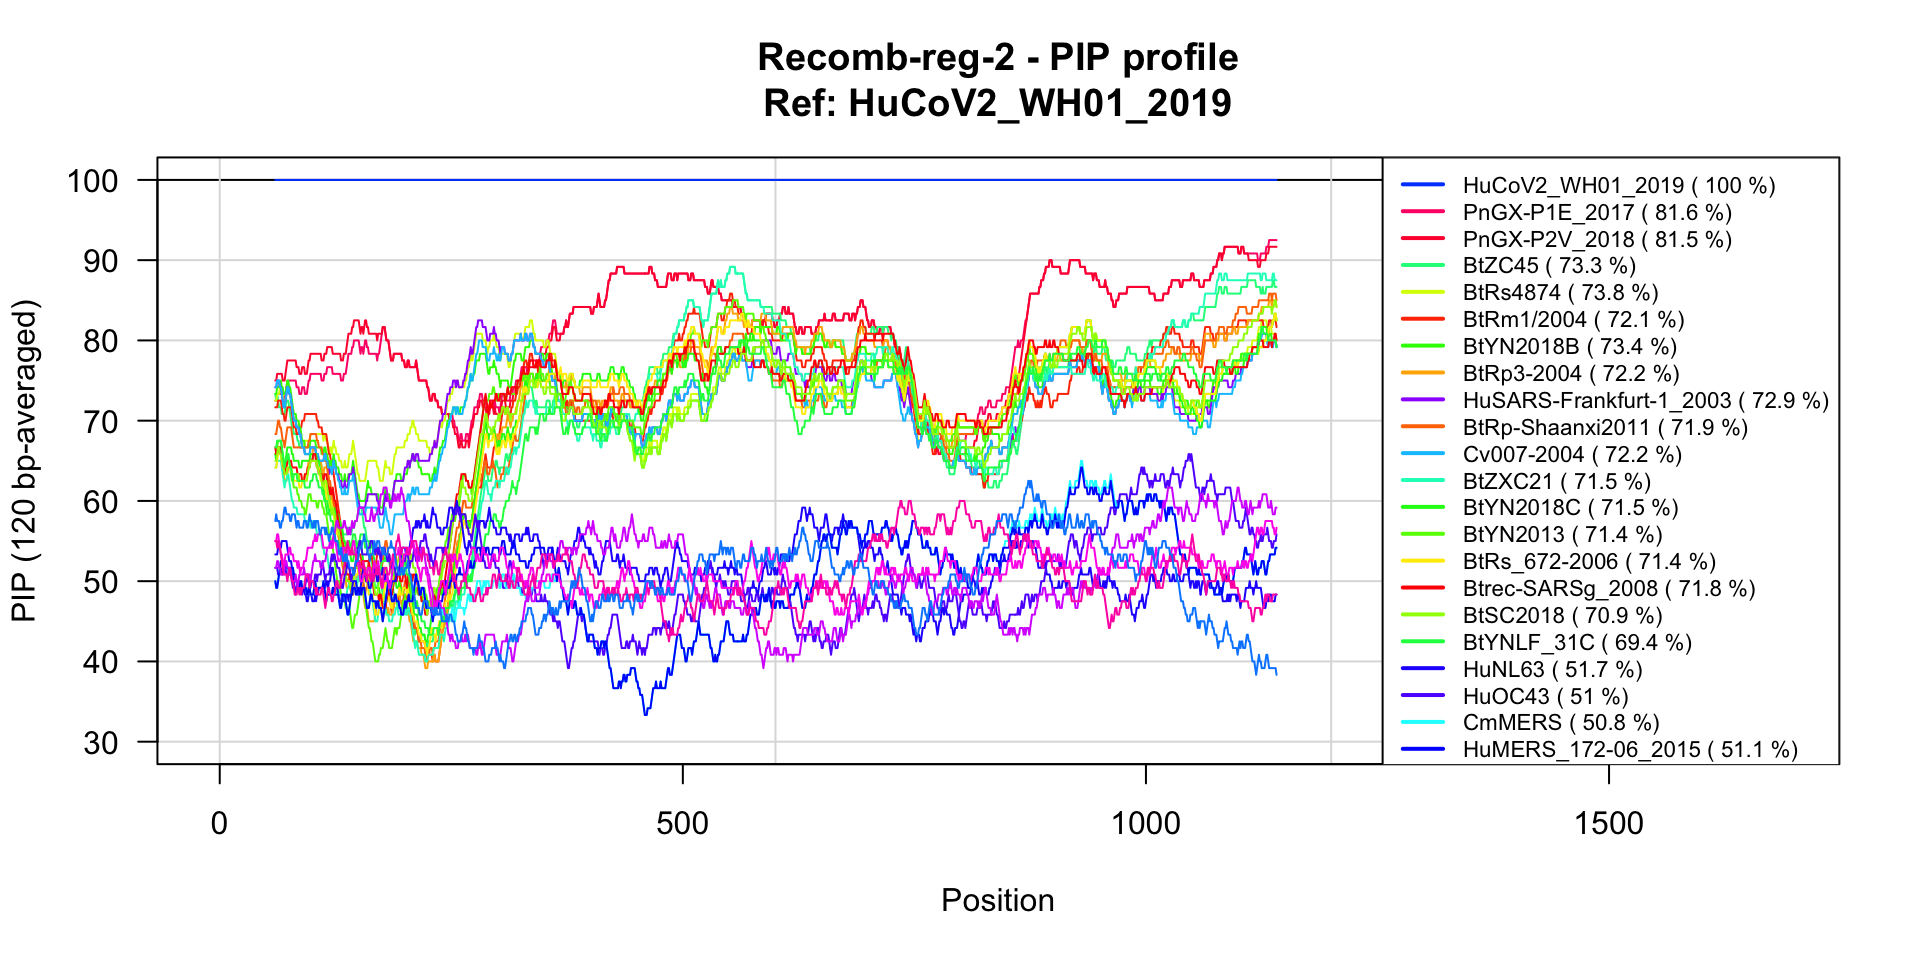 Recomb-reg-2 - PIP profile
Ref: HuCoV2_WH01_2019
PIP (120 bp-averaged)
100
90
80
70
60
50
40
30
0
500
1000
1500
Position
HuCoV2_WH01_2019 ( 100 %)
PnGX-P1E_2017 ( 81.6 %)
PnGX-P2V_2018 ( 81.5 %)
BtZC45 ( 73.3 %)
BtRs4874 ( 73.8 %)
BtRm1/2004 ( 72.1 %)
BtYN2018B ( 73.4 %)
BtRp3-2004 ( 72.2 %)
HuSARS-Frankfurt-1_2003 ( 72.9 %)
BtRp-Shaanxi2011 ( 71.9 %)
Cv007-2004 ( 72.2 %)
BtZXC21 ( 71.5 %)
BtYN2018C ( 71.5 %)
BtYN2013 ( 71.4 %)
BtRs_672-2006 ( 71.4 %)
Btrec-SARSg_2008 ( 71.8 %)
BtSC2018 ( 70.9 %)
BtYNLF_31C ( 69.4 %)
HuNL63 ( 51.7 %)
HuOC43 ( 51 %)
CmMERS ( 50.8 %)
HuMERS_172-06_2015 ( 51.1 %)